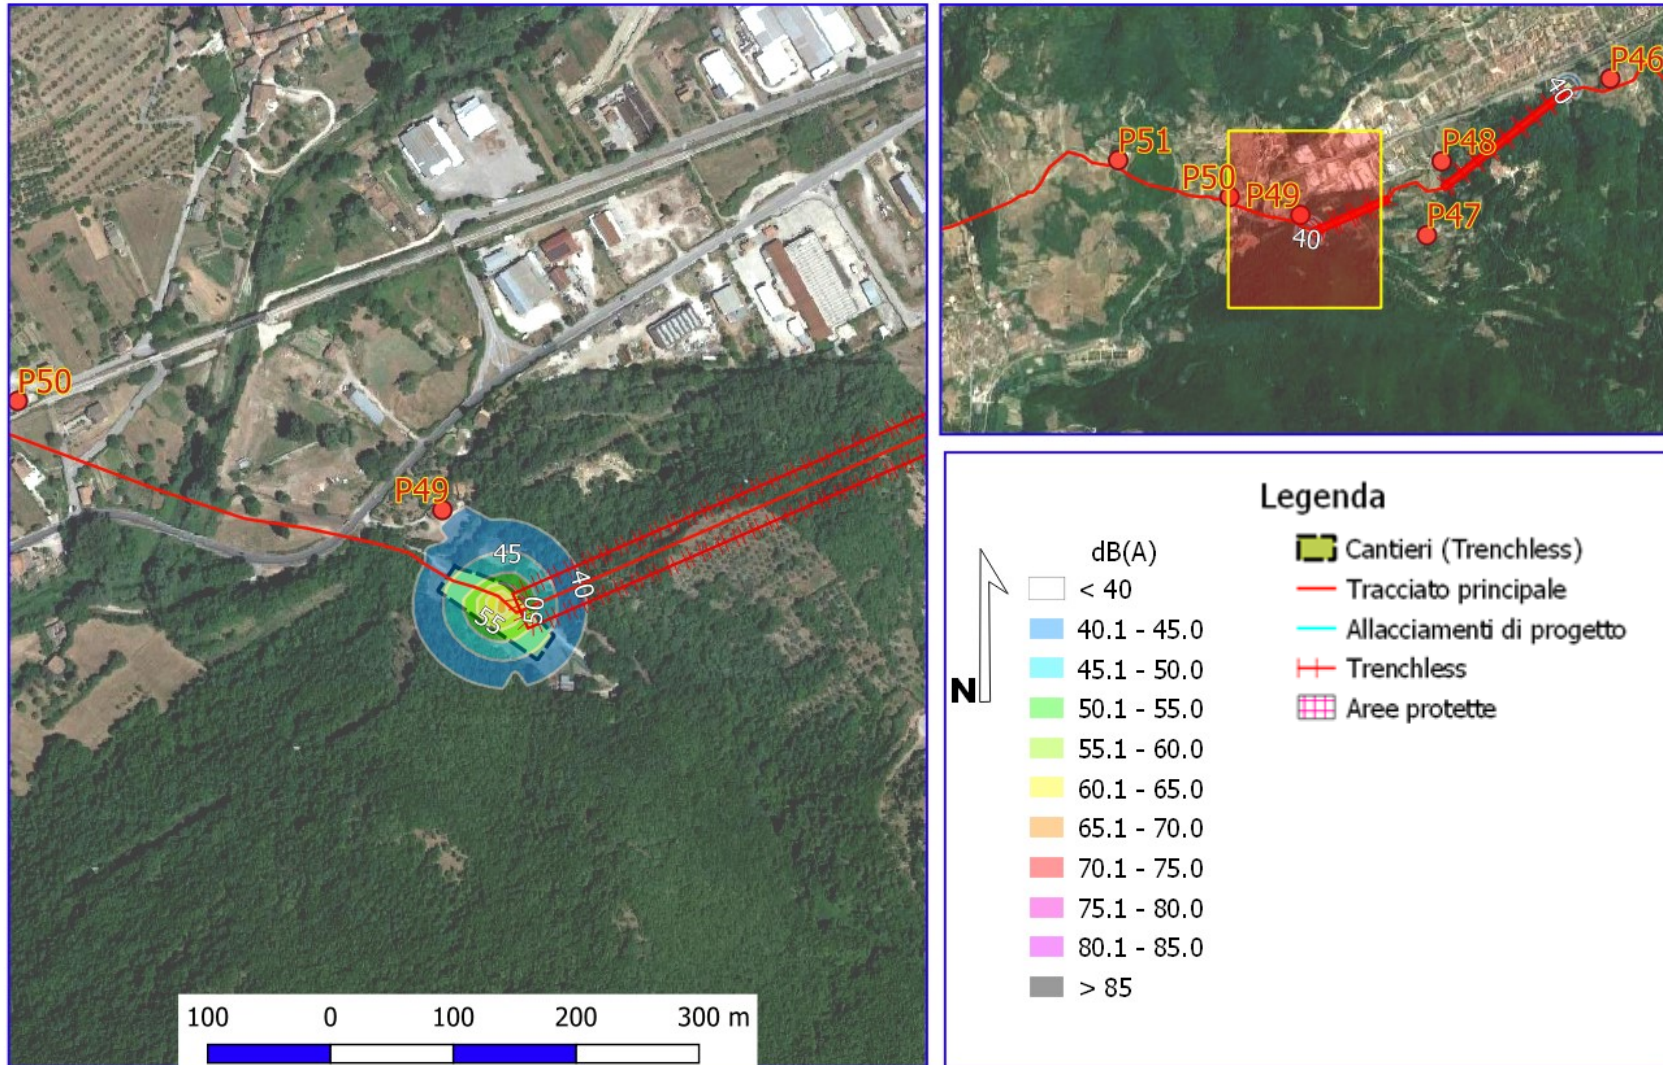 P50
P49
45
40
50
55
100 0 100 200 300 m
P46
40
P51
P48
P50
P49
P47
40
Legenda
dB(A)
< 40
40.1 - 45.0
45.1 - 50.0
50.1 - 55.0
55.1 - 60.0
60.1 - 65.0
65.1 - 70.0
70.1 - 75.0
75.1 - 80.0
80.1 - 85.0
> 85
N
Cantieri (Trenchless)
Tracciato principale
Allacciamenti di progetto
Trenchless
Aree protette